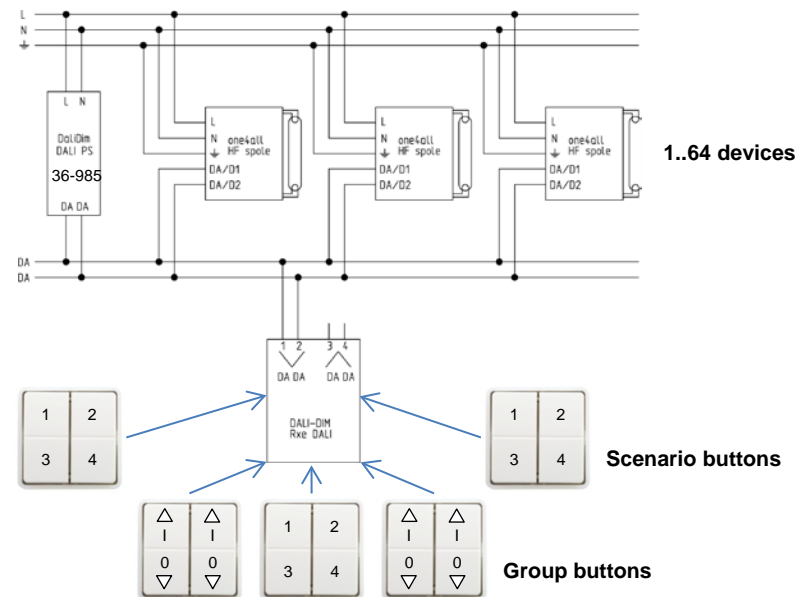 L
N
L N
DaliDim
DALI PS
36-985
DA DA
L
N one4all
HF spole
DA/D1
DA/D2
L
N one4all
HF spole
DA/D1
DA/D2
L
N one4all
HF spole
DA/D1
DA/D2
1..64 devices
DA
DA
1 2 3 4
DA DA DA DA
DALI-DIM
Rxe DALI
1 2
3 4
1 2
3 4
Scenario buttons
I I
0 0
1 2
3 4
I I
0 0
Group buttons